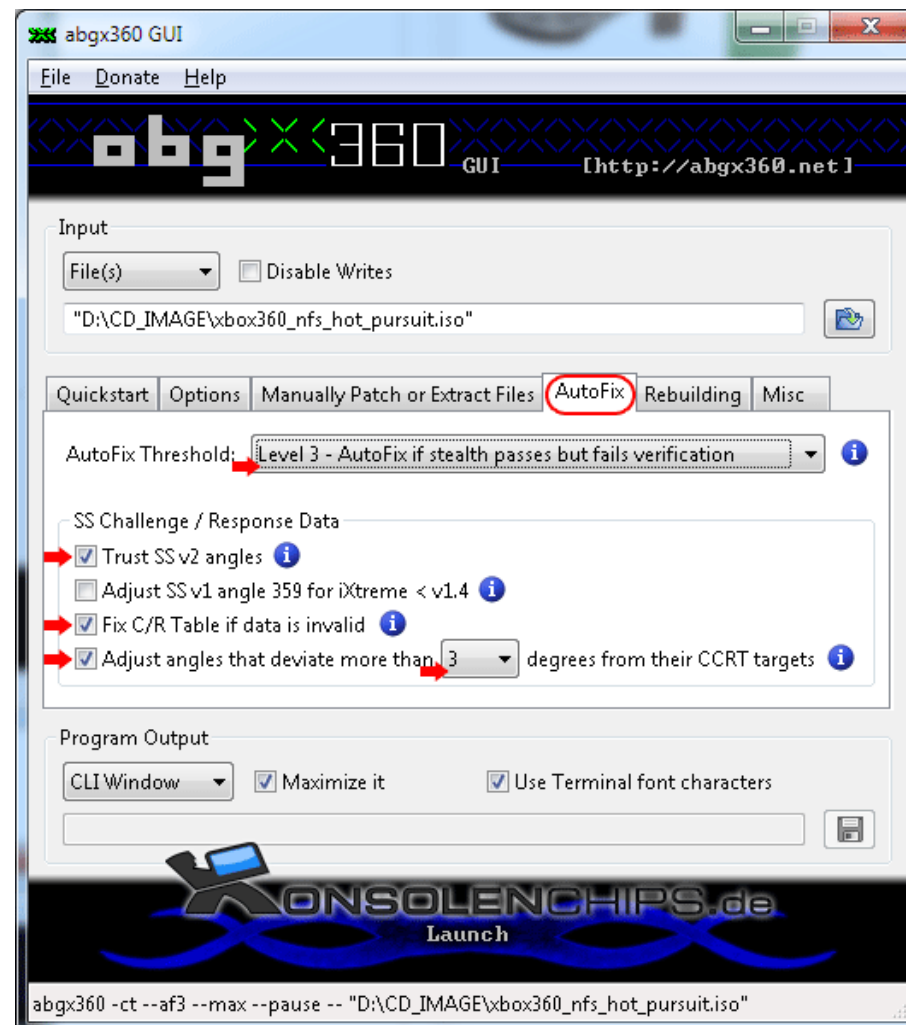 abgx360 GUI
File Donate Help
abgx360 GUI [http://abgx360.net]
Input
File(s) Disable Writes
"D:\CD_IMAGE\xbox360_nfs_hot_pursuit.iso"
Quickstart Options Manually Patch or Extract Files AutoFix Rebuilding Misc
AutoFix Threshold: Level 3 - AutoFix if stealth passes but fails verification
SS Challenge / Response Data
Trust SS v2 angles
Adjust SS v1 angle 359 for iXtreme < v1.4
Fix C/R Table if data is invalid
Adjust angles that deviate more than 3 degrees from their CCRT targets
Program Output
CLI Window Maximize it Use Terminal font characters
KONSOLENCHIPS.de
Launch
abgx360 -ct --af3 --max --pause -- "D:\CD_IMAGE\xbox360_nfs_hot_pursuit.iso"